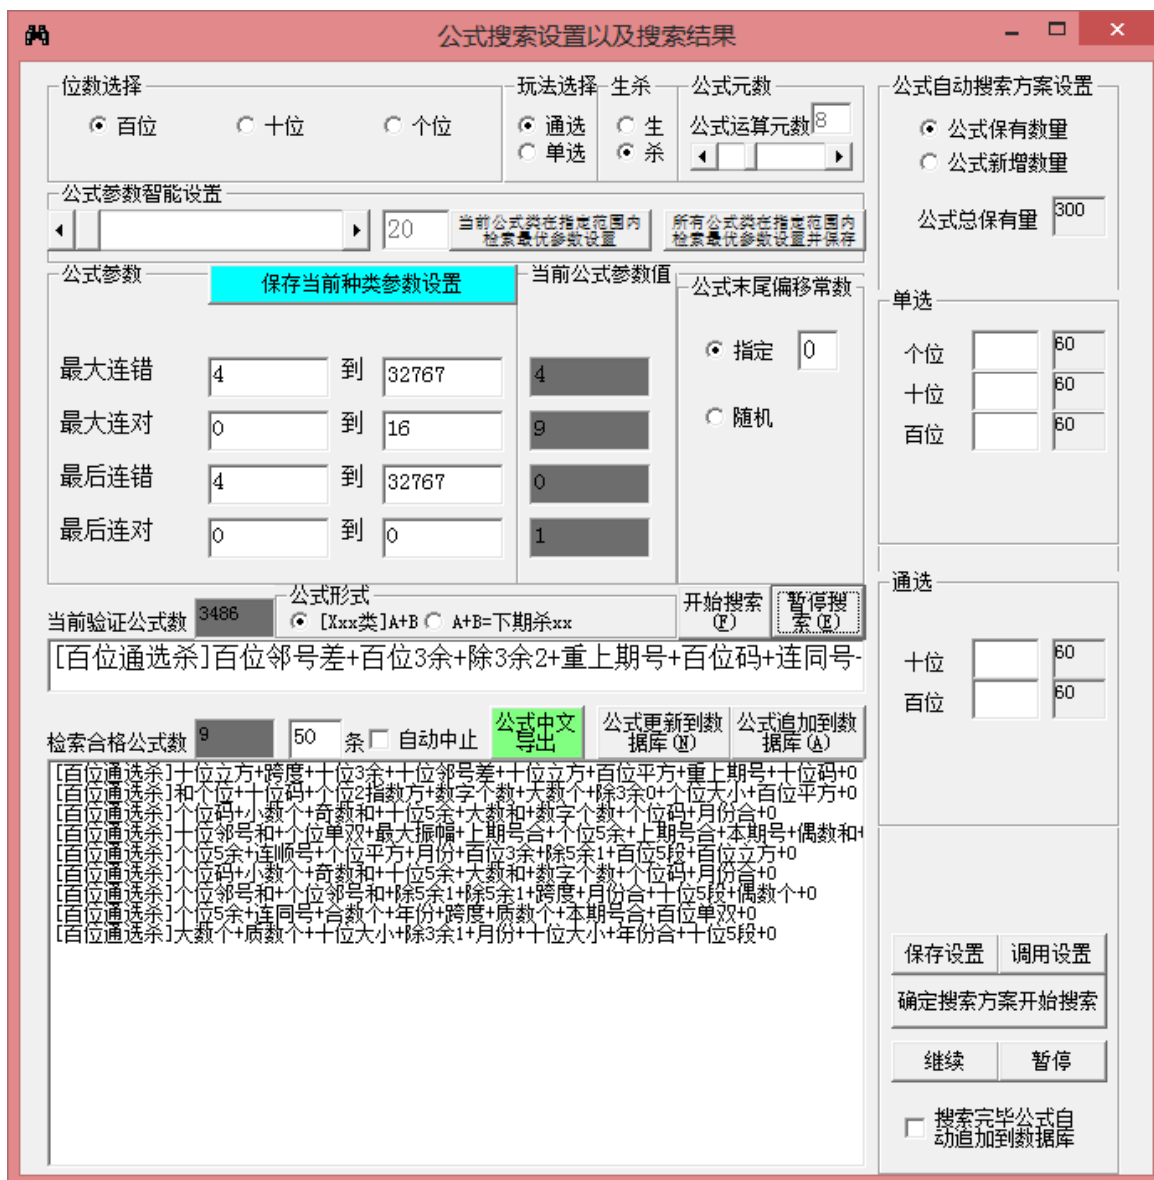 公式搜索设置以及搜索结果
位数选择
百位 十位 个位
玩法选择
通选
单选
生杀
生
杀
公式元数
公式运算元数 8
公式自动搜索方案设置
公式保有数量
公式新增数量
公式总保有量 300
公式参数智能设置
20
当前公式类在指定范围内
检索最优参数设置
所有公式类在指定范围内
检索最优参数设置并保存
公式参数
保存当前种类参数设置
当前公式参数值
最大连错 4 到 32767 4
最大连对 0 到 16 9
最后连错 4 到 32767 0
最后连对 0 到 0 1
公式末尾偏移常数
指定 0
随机
单选
个位 60
十位 60
百位 60
当前验证公式数 3486
公式形式
[Xxx类]A+B A+B=下期杀xx
开始搜索
(F)
暂停搜
索(E)
[百位通选杀]百位邻号差+百位3余+除3余2+重上期号+百位码+连同号-
通选
十位 60
百位 60
检索合格公式数 9 50 条 自动中止
公式中文
导出
公式更新到数
据库(N)
公式追加到数
据库(A)
[百位通选杀]十位立方+跨度+十位3余+十位邻号差+十位立方+百位平方+重上期号+十位码+0
[百位通选杀]和个位+十位码+个位2指数方+数字个数+大数个+除3余0+个位大小+百位平方+0
[百位通选杀]个位码+小数个+奇数和+十位5余+大数和+数字个数+个位码+月份合+0
[百位通选杀]十位邻号和+个位单双+最大振幅+上期号合+个位5余+上期号合+本期号+偶数和+
[百位通选杀]个位5余+连顺号+个位平方+月份+百位3余+除5余1+百位5段+百位立方+0
[百位通选杀]个位码+小数个+奇数和+十位5余+大数和+数字个数+个位码+月份合+0
[百位通选杀]个位邻号和+个位邻号和+除5余1+除5余1+跨度+月份合+十位5段+偶数个+0
[百位通选杀]个位5余+连同号+合数个+年份+跨度+质数个+本期号合+百位单双+0
[百位通选杀]大数个+质数个+十位大小+除3余1+月份+十位大小+年份合+十位5段+0
保存设置 调用设置
确定搜索方案开始搜索
继续 暂停
搜索完毕公式自
动追加到数据库